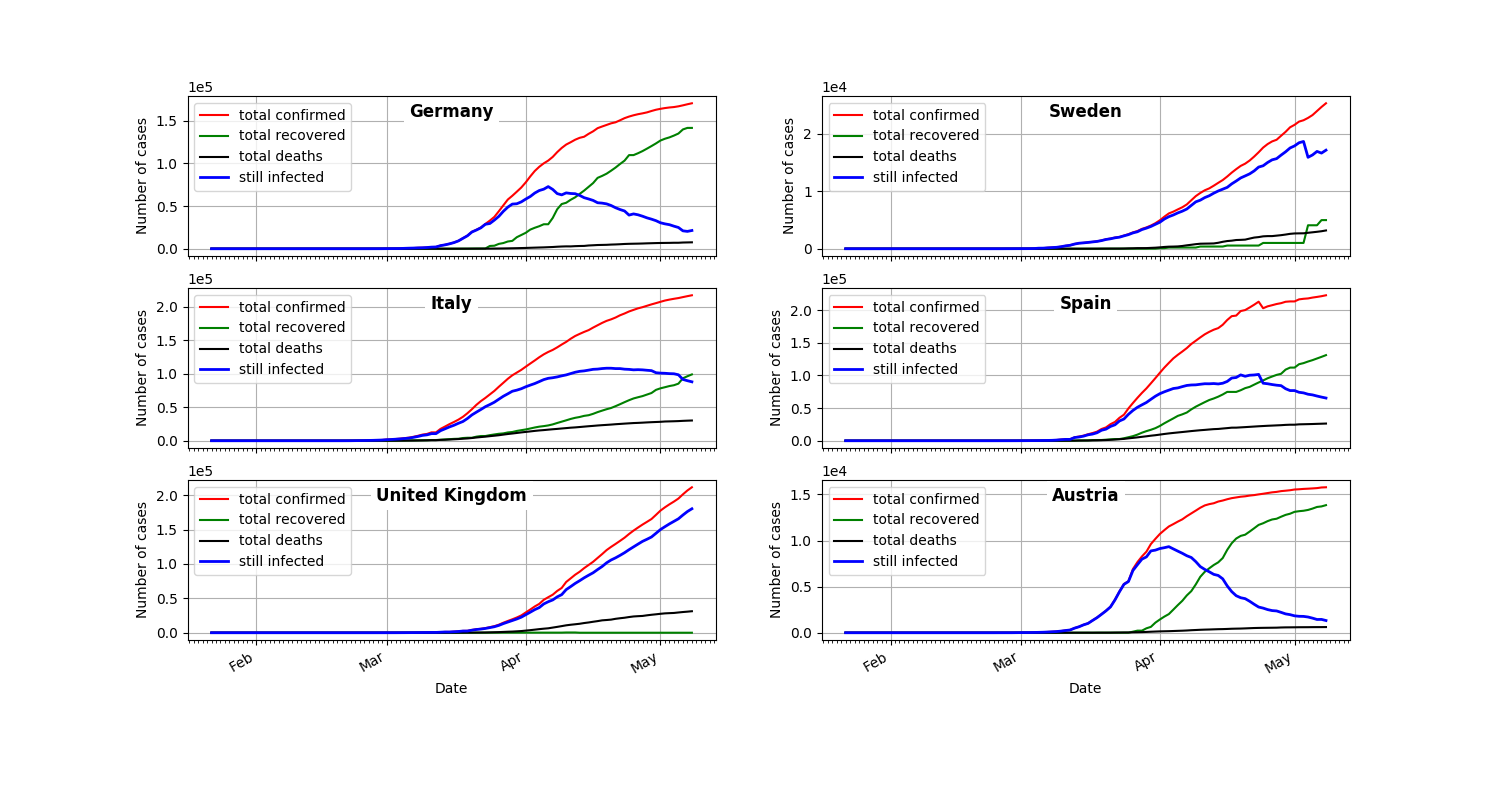 1e5
Germany
Number of cases
1.5
1.0
0.5
0.0
total confirmed
total recovered
total deaths
still infected
1e4
Sweden
Number of cases
2
1
0
total confirmed
total recovered
total deaths
still infected
1e5
Italy
Number of cases
2.0
1.5
1.0
0.5
0.0
total confirmed
total recovered
total deaths
still infected
1e5
Spain
Number of cases
2.0
1.5
1.0
0.5
0.0
total confirmed
total recovered
total deaths
still infected
1e5
United Kingdom
Number of cases
2.0
1.5
1.0
0.5
0.0
total confirmed
total recovered
total deaths
still infected
Feb Mar Apr May
Date
1e4
Austria
Number of cases
1.5
1.0
0.5
0.0
total confirmed
total recovered
total deaths
still infected
Feb Mar Apr May
Date